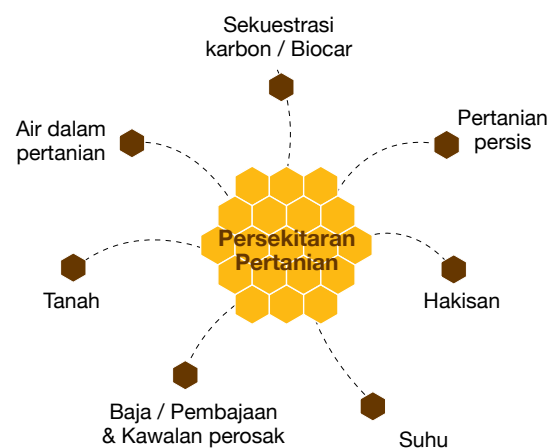 Sekuestrasi
karbon / Biocar
Pertanian
persis
Air dalam
pertanian
Persekitaran
Pertanian
Tanah
Hakisan
Baja / Pembajaan
& Kawalan perosak
Suhu